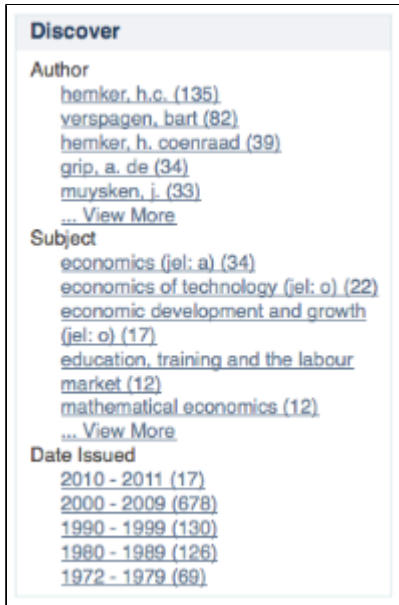 Discover
Author
hemker, h.c. (135)
verspagen, bart (82)
hemker, h. coenraad (39)
grip, a. de (34)
muysken, j. (33)
... View More
Subject
economics (jel: a) (34)
economics of technology (jel: o) (22)
economic development and growth
(jel: o) (17)
education, training and the labour
market (12)
mathematical economics (12)
... View More
Date Issued
2010 - 2011 (17)
2000 - 2009 (678)
1990 - 1999 (130)
1980 - 1989 (126)
1972 - 1979 (69)